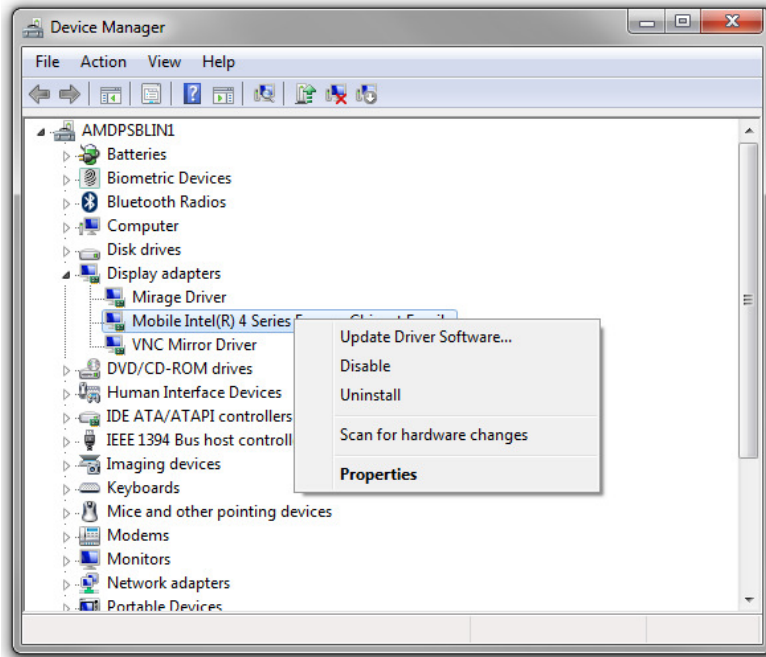 Device Manager
File Action View Help
AMDPSBLIN1
Batteries
Biometric Devices
Bluetooth Radios
Computer
Disk drives
Display adapters
Mirage Driver
Mobile Intel(R) 4 Series
VNC Mirror Driver
DVD/CD-ROM drives
Human Interface Devices
IDE ATA/ATAPI controllers
IEEE 1394 Bus host controll
Imaging devices
Keyboards
Mice and other pointing devices
Modems
Monitors
Network adapters
Portable Devices
Update Driver Software...
Disable
Uninstall
Scan for hardware changes
Properties